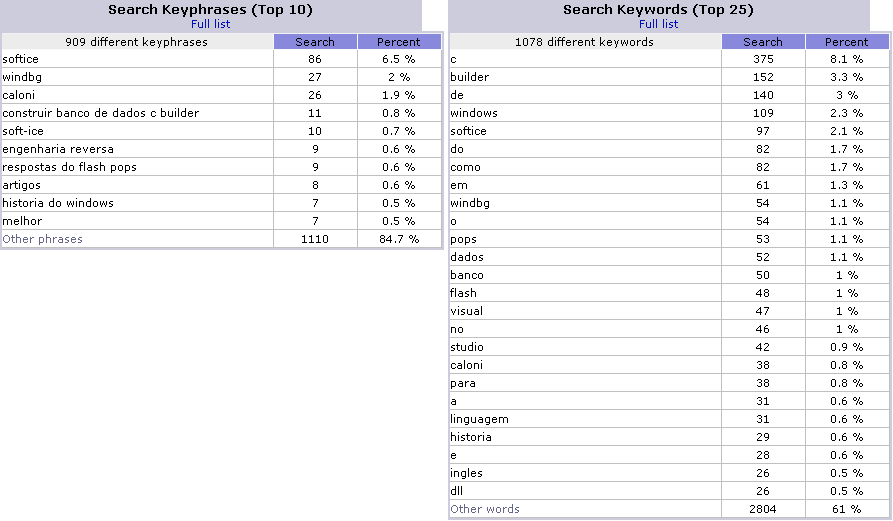 Search Keyphrases (Top 10)
Full list
909 different keyphrases Search Percent
softice 86 6.5 %
windbg 27 2 %
caloni 26 1.9 %
construir banco de dados c builder 11 0.8 %
soft-ice 10 0.7 %
engenharia reversa 9 0.6 %
respostas do flash pops 9 0.6 %
artigos 8 0.6 %
historia do windows 7 0.5 %
melhor 7 0.5 %
Other phrases 1110 84.7 %
Search Keywords (Top 25)
Full list
1078 different keywords Search Percent
c 375 8.1 %
builder 152 3.3 %
de 140 3 %
windows 109 2.3 %
softice 97 2.1 %
do 82 1.7 %
como 82 1.7 %
em 61 1.3 %
windbg 54 1.1 %
o 54 1.1 %
pops 53 1.1 %
dados 52 1.1 %
banco 50 1 %
flash 48 1 %
visual 47 1 %
no 46 1 %
studio 42 0.9 %
caloni 38 0.8 %
para 38 0.8 %
a 31 0.6 %
linguagem 31 0.6 %
historia 29 0.6 %
e 28 0.6 %
ingles 26 0.5 %
dll 26 0.5 %
Other words 2804 61 %